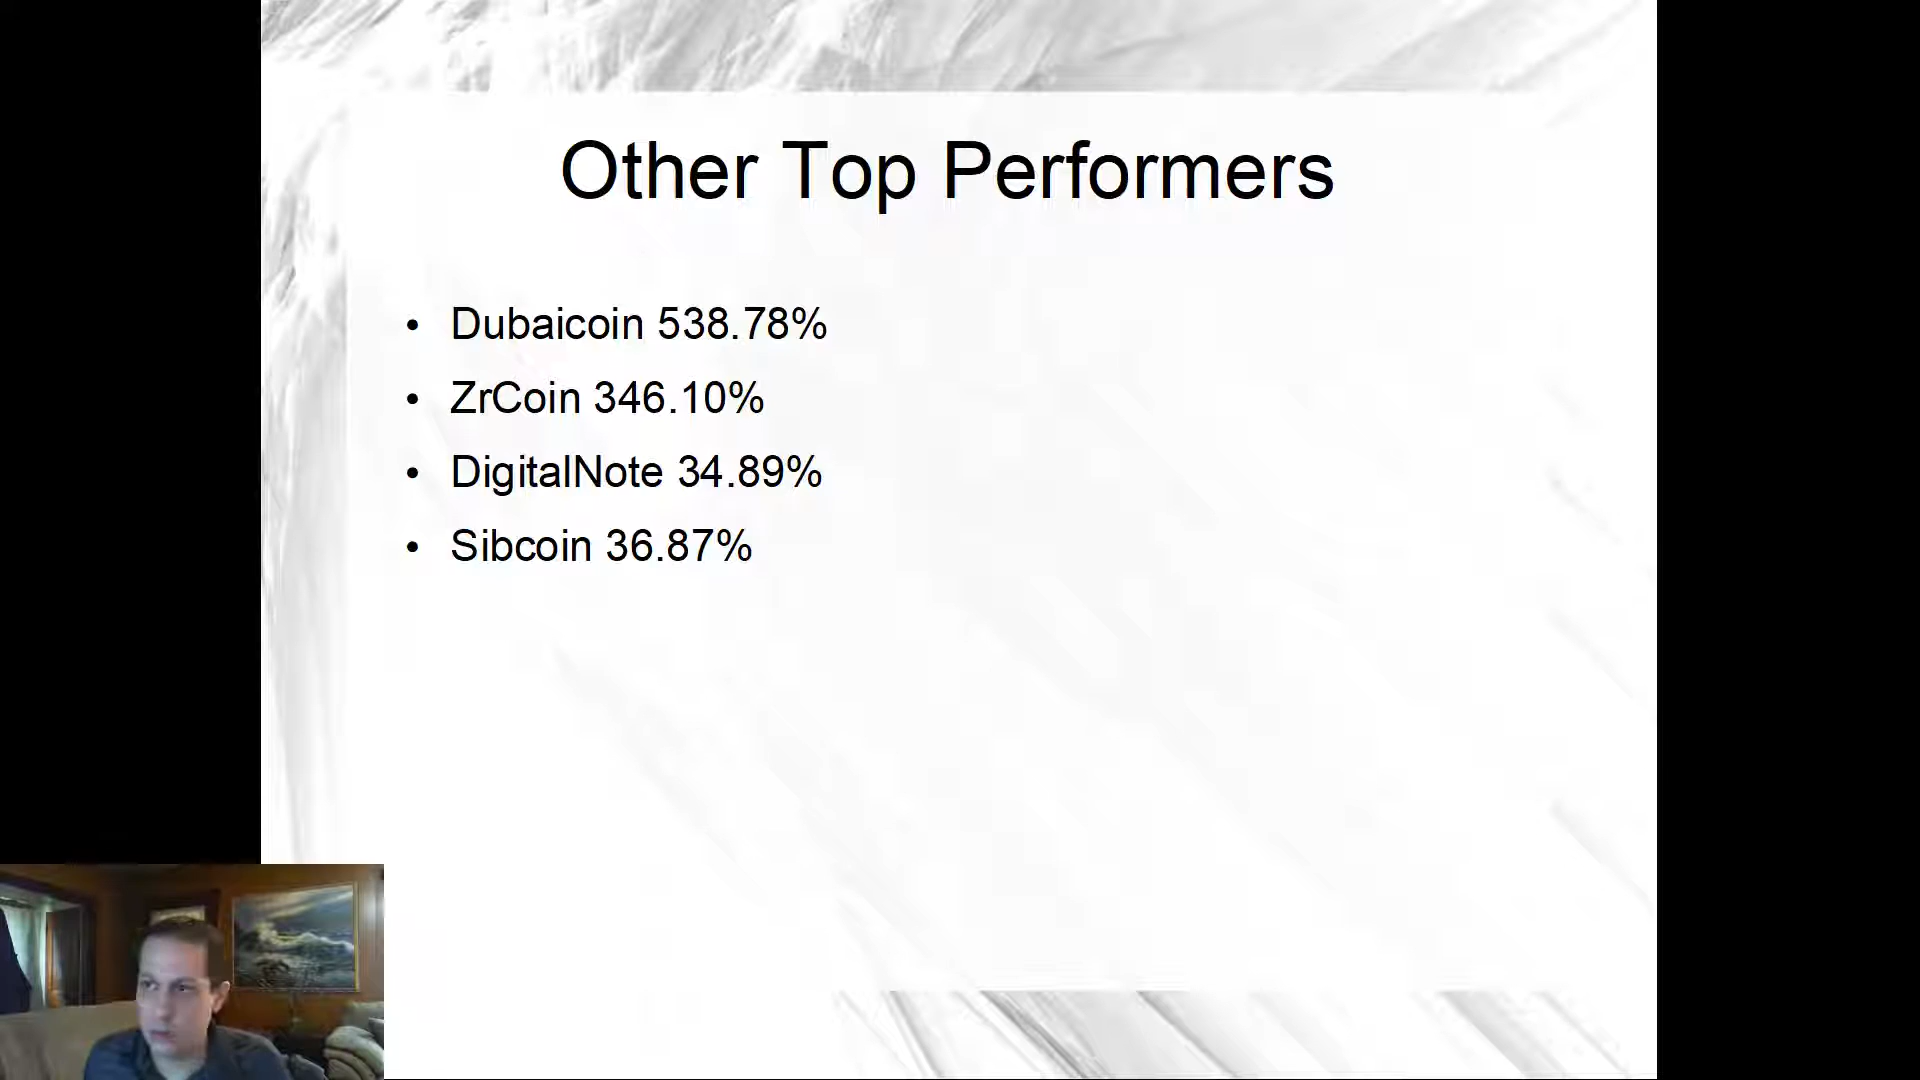 Other Top Performers
• Dubaicoin 538.78%
• ZrCoin 346.10%
• DigitalNote 34.89%
• Sibcoin 36.87%